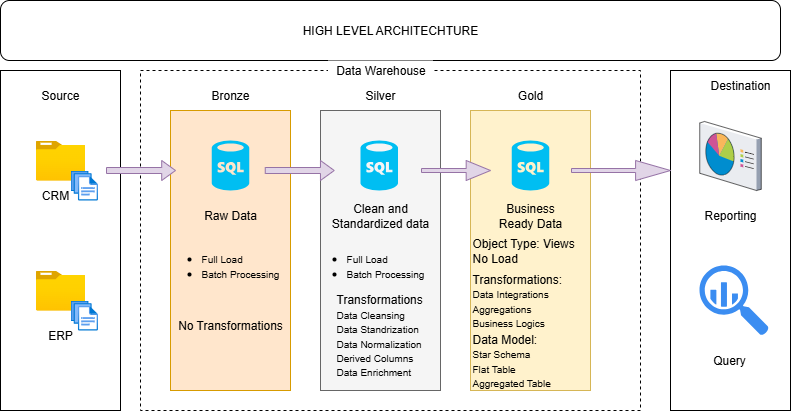 HIGH LEVEL ARCHITECHTURE
Data Warehouse
Source
CRM
ERP
Bronze
SQL
Raw Data
Full Load
Batch Processing
No Transformations
Silver
SQL
Clean and
Standardized data
Full Load
Batch Processing
Transformations
Data Cleansing
Data Standrization
Data Normalization
Derived Columns
Data Enrichment
Gold
SQL
Business
Ready Data
Object Type: Views
No Load
Transformations:
Data Integrations
Aggregations
Business Logics
Data Model:
Star Schema
Flat Table
Aggregated Table
Destination
Reporting
Query